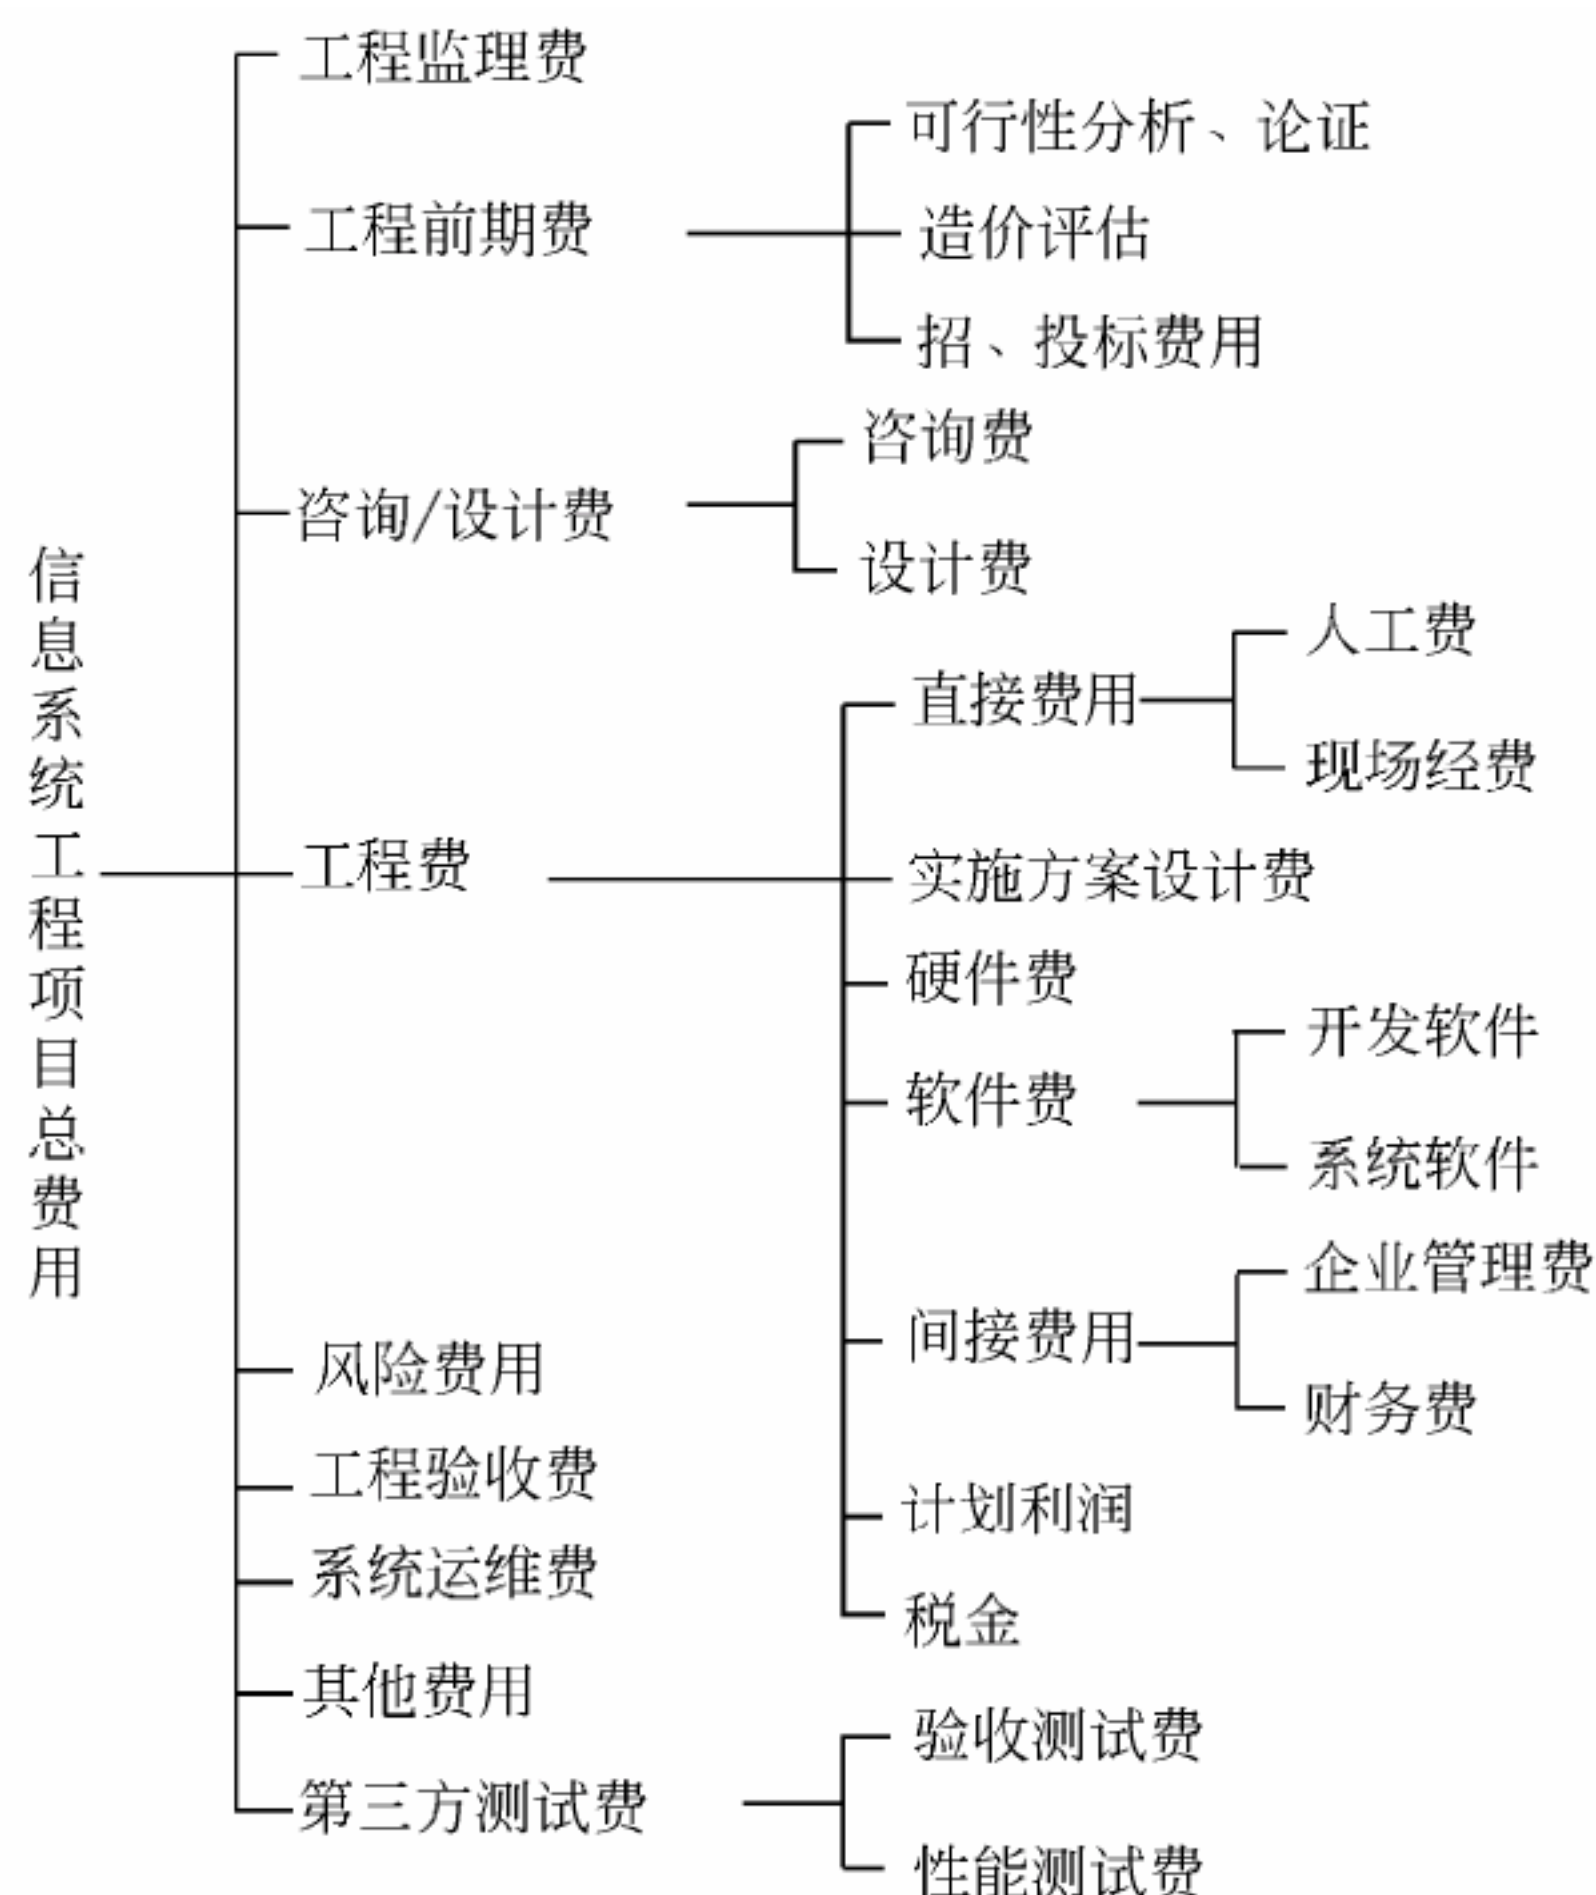 信息系统工程项目总费用
工程监理费
工程前期费
可行性分析、论证
造价评估
招、投标费用
咨询/设计费
咨询费
设计费
工程费
直接费用
人工费
现场经费
实施方案设计费
硬件费
软件费
开发软件
系统软件
间接费用
企业管理费
财务费
计划利润
税金
风险费用
工程验收费
系统运维费
其他费用
第三方测试费
验收测试费
性能测试费